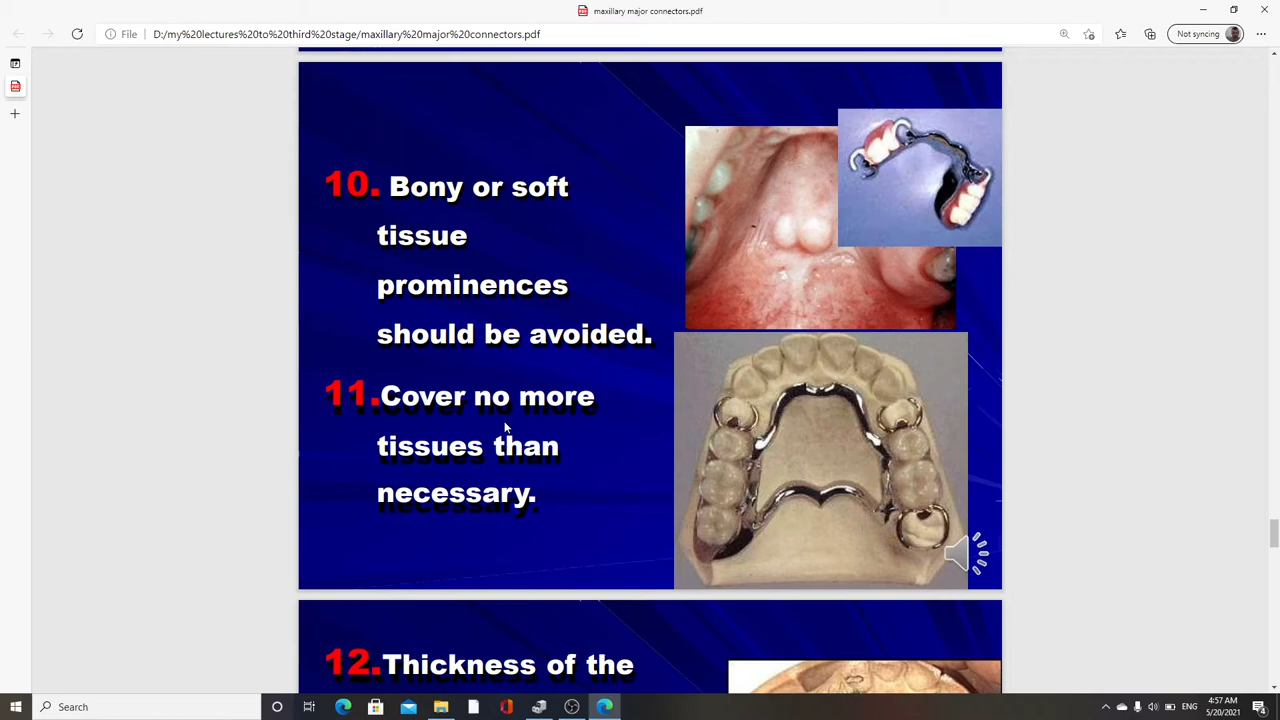 maxillary major connectors.pdf
File
D:/my%20lectures%20to%20third%20stage/maxillary%20major%20connectors.pdf
Not syncing
10. Bony or soft
tissue
prominences
should be avoided.
11.Cover no more
tissues than
necessary.
12.Thickness of the
Search
ENG
4:57 AM
5/20/2021
4